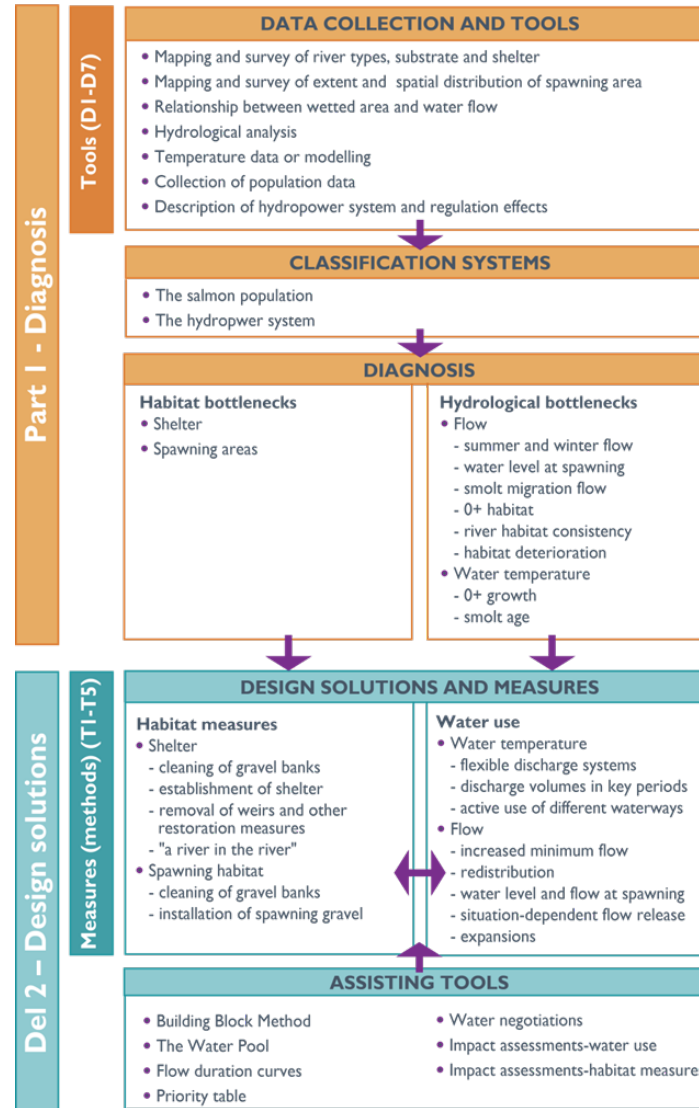 Part 1 - Diagnosis
Tools (D1-D7)
DATA COLLECTION AND TOOLS
• Mapping and survey of river types, substrate and shelter
• Mapping and survey of extent and spatial distribution of spawning area
• Relationship between wetted area and water flow
• Hydrological analysis
• Temperature data or modelling
• Collection of population data
• Description of hydropower system and regulation effects
CLASSIFICATION SYSTEMS
• The salmon population
• The hydropwer system
DIAGNOSIS
Habitat bottlenecks
• Shelter
• Spawning areas
Hydrological bottlenecks
• Flow
- summer and winter flow
- water level at spawning
- smolt migration flow
- 0+ habitat
- river habitat consistency
- habitat deterioration
• Water temperature
- 0+ growth
- smolt age
Del 2 – Design solutions
Measures (methods) (T1-T5)
DESIGN SOLUTIONS AND MEASURES
Habitat measures
• Shelter
- cleaning of gravel banks
- establishment of shelter
- removal of weirs and other
restoration measures
- "a river in the river"
• Spawning habitat
- cleaning of gravel banks
- installation of spawning gravel
Water use
• Water temperature
- flexible discharge systems
- discharge volumes in key periods
- active use of different waterways
• Flow
- increased minimum flow
- redistribution
- water level and flow at spawning
- situation-dependent flow release
- expansions
ASSISTING TOOLS
• Building Block Method
• The Water Pool
• Flow duration curves
• Priority table
• Water negotiations
• Impact assessments-water use
• Impact assessments-habitat measure